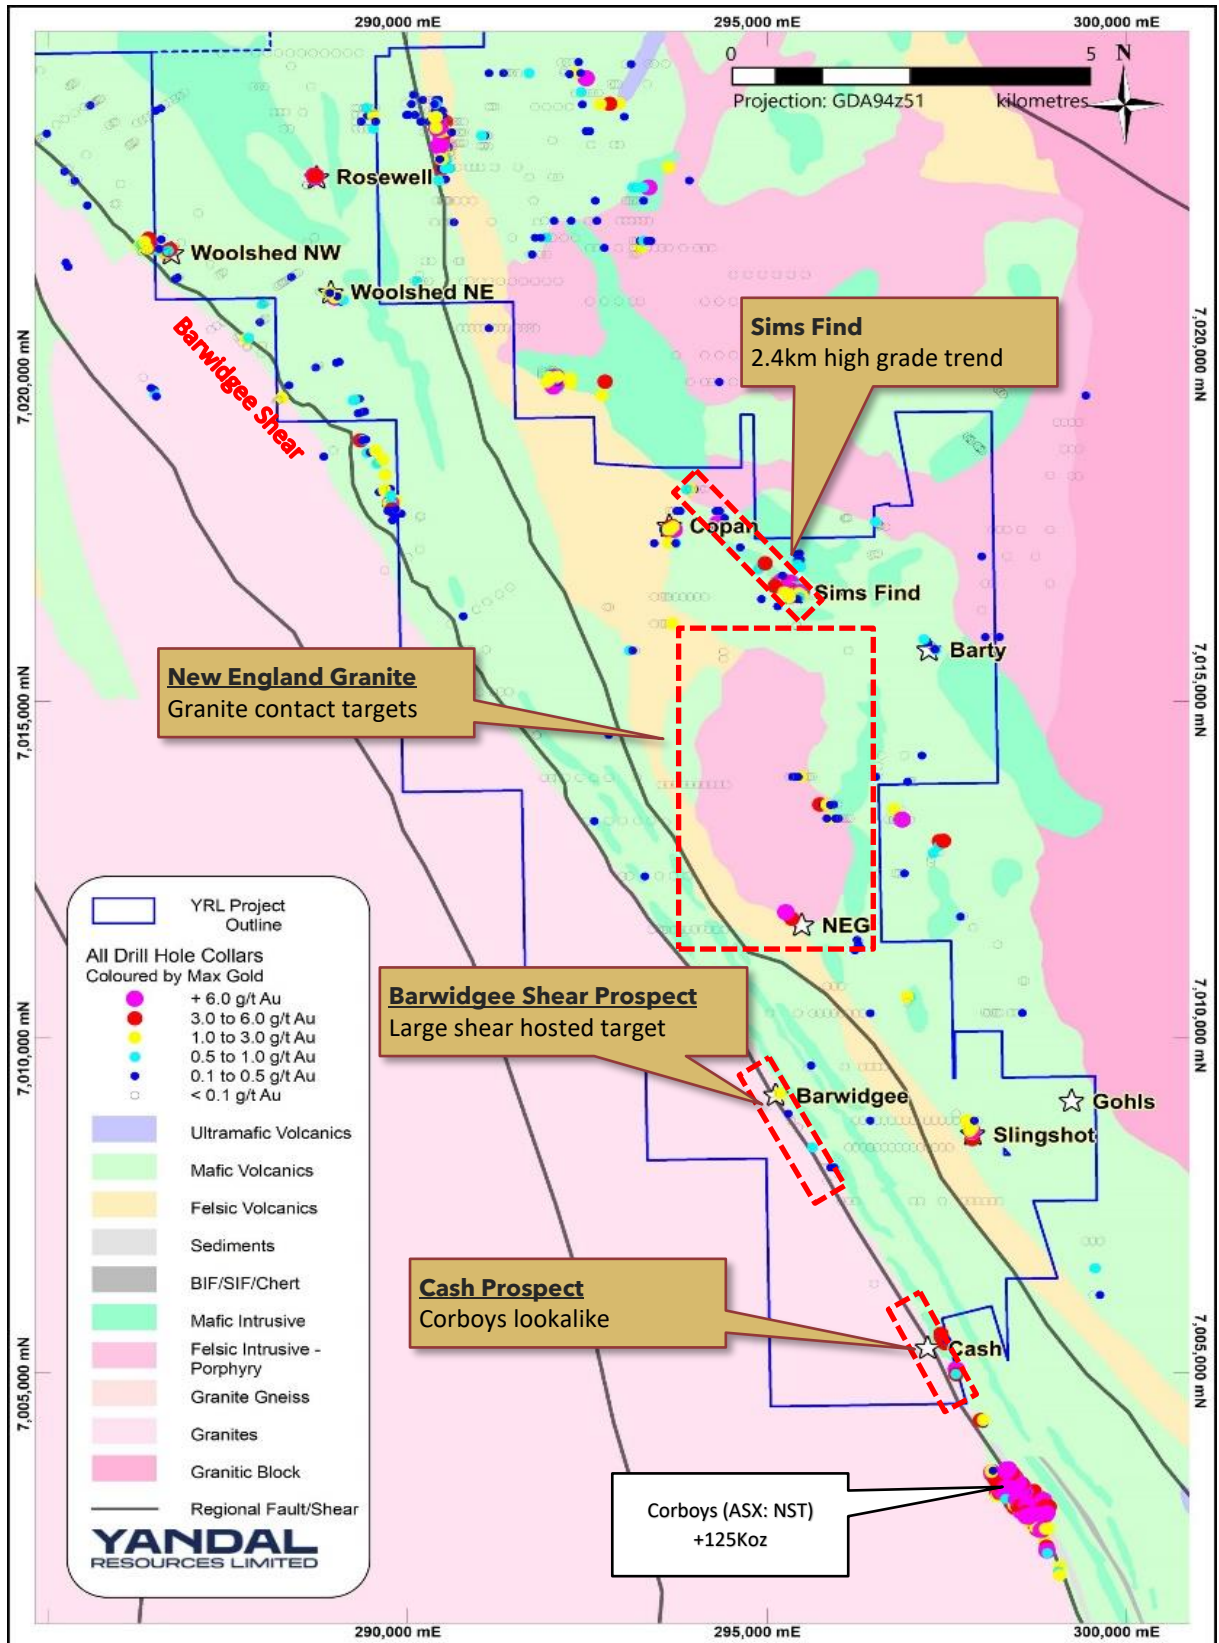 290,000 mE
295,000 mE
300,000 mE
0
5
N
Projection: GDA94z51
kilometres
Rosewell
Woolshed NW
Woolshed NE
Barwidgee Shear
Sims Find
2.4km high grade trend
7,020,000 mN
7,020,000 mN
Copan
Sims Find
Barty
New England Granite
Granite contact targets
7,015,000 mN
7,015,000 mN
NEG
Barwidgee Shear Prospect
Large shear hosted target
7,010,000 mN
7,010,000 mN
Barwidgee
Gohls
Slingshot
Cash Prospect
Corboys lookalike
Cash
7,005,000 mN
7,005,000 mN
Corboys (ASX: NST)
+125Koz
YRL Project
Outline
All Drill Hole Collars
Coloured by Max Gold
+ 6.0 g/t Au
3.0 to 6.0 g/t Au
1.0 to 3.0 g/t Au
0.5 to 1.0 g/t Au
0.1 to 0.5 g/t Au
< 0.1 g/t Au
Ultramafic Volcanics
Mafic Volcanics
Felsic Volcanics
Sediments
BIF/SIF/Chert
Mafic Intrusive
Felsic Intrusive -
Porphyry
Granite Gneiss
Granites
Granitic Block
Regional Fault/Shear
YANDAL
RESOURCES LIMITED
290,000 mE
295,000 mE
300,000 mE